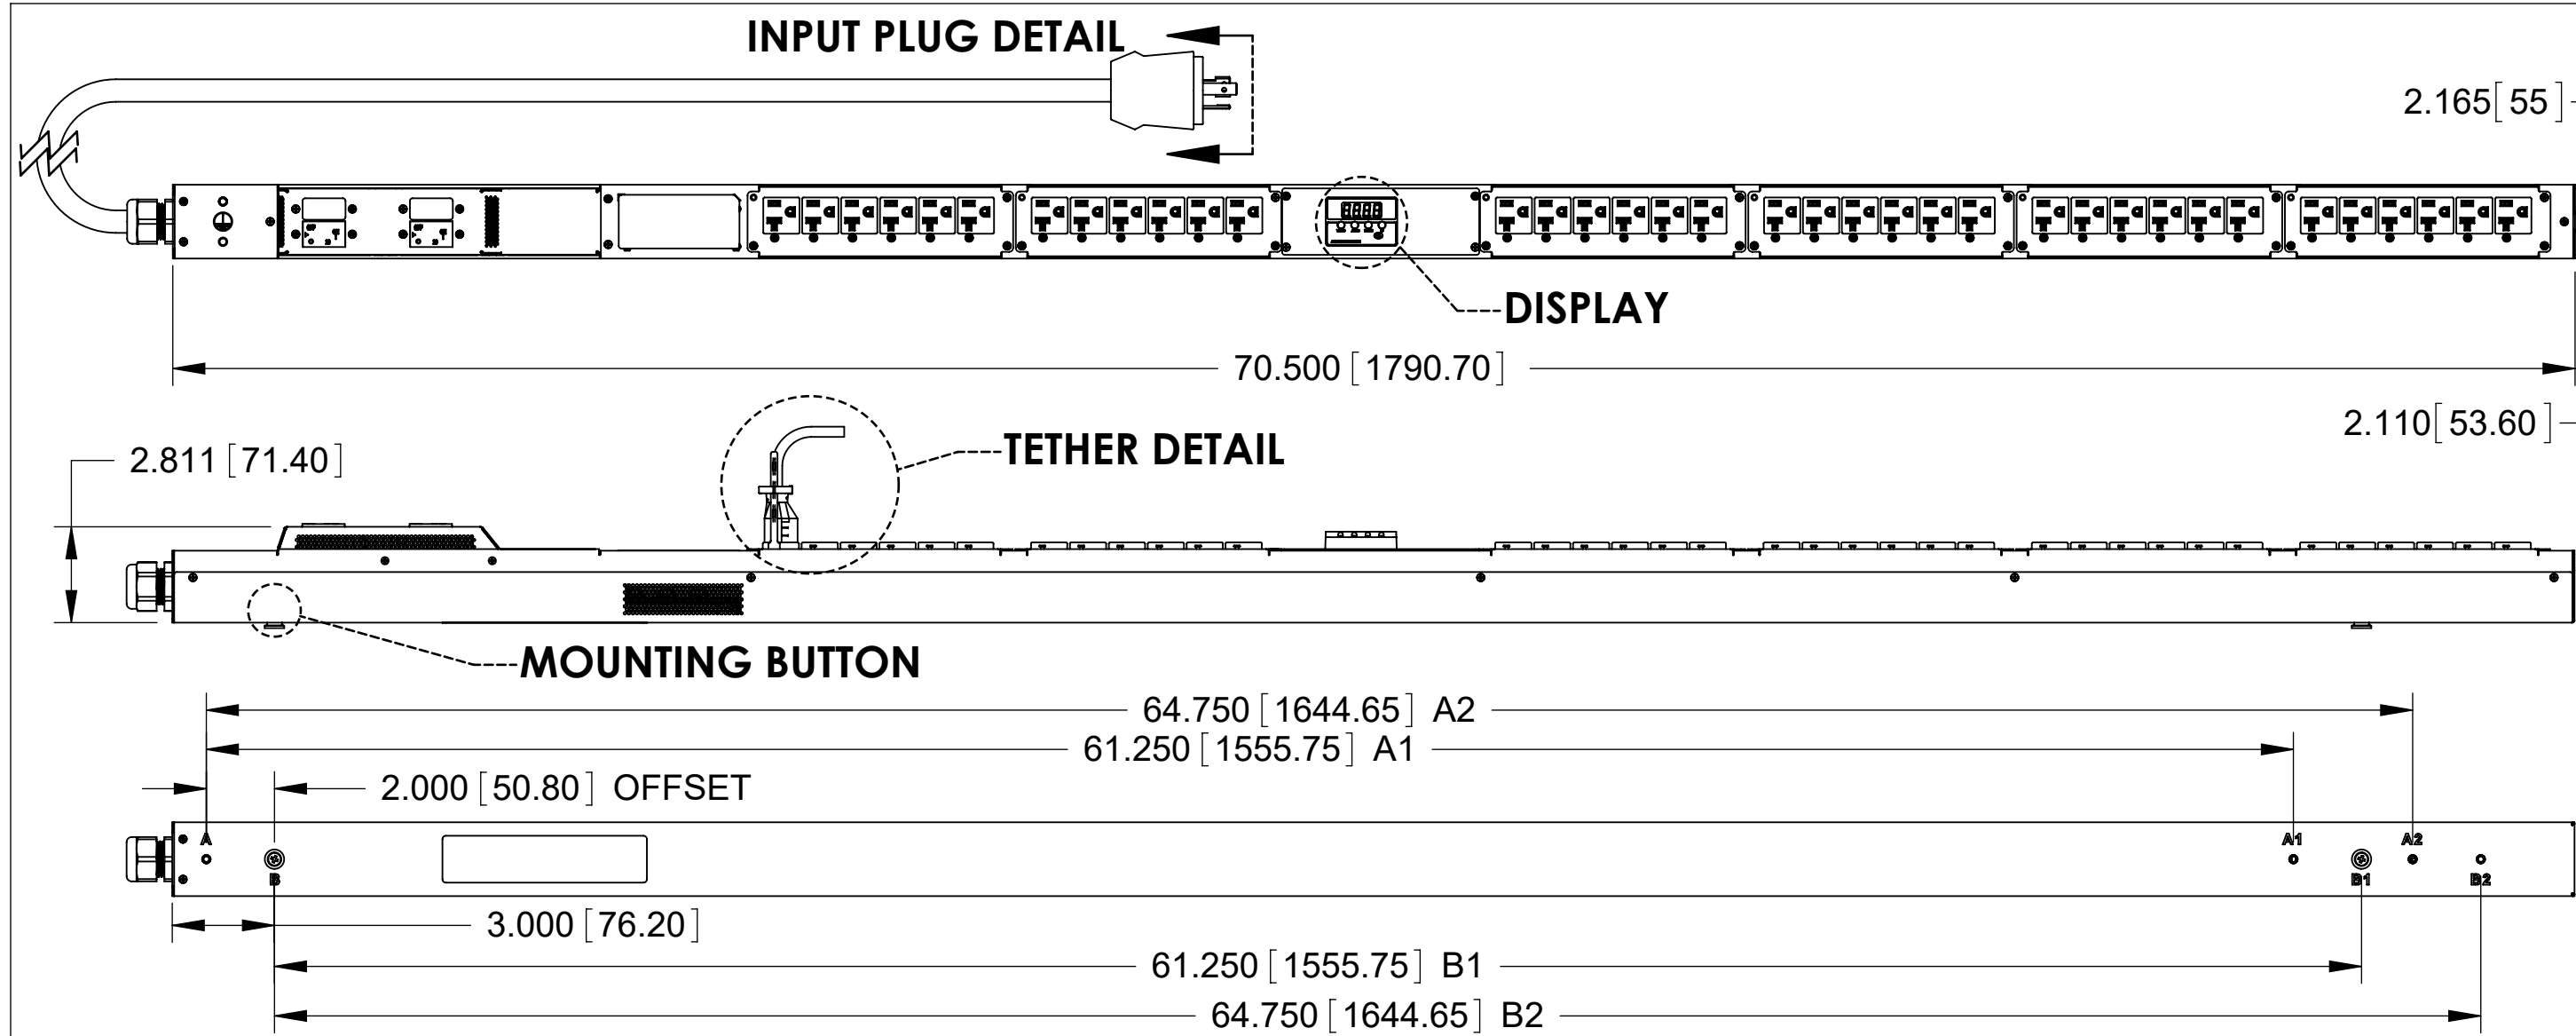 INPUT PLUG DETAIL
2.165[55]
DISPLAY
70.500 [1790.70]
2.110[53.60]
2.811 [71.40]
TETHER DETAIL
MOUNTING BUTTON
64.750 [1644.65] A2
61.250 [1555.75] A1
2.000 [50.80] OFFSET
A
A1
A2
B
B1
B2
3.000 [76.20]
61.250 [1555.75] B1
64.750 [1644.65] B2